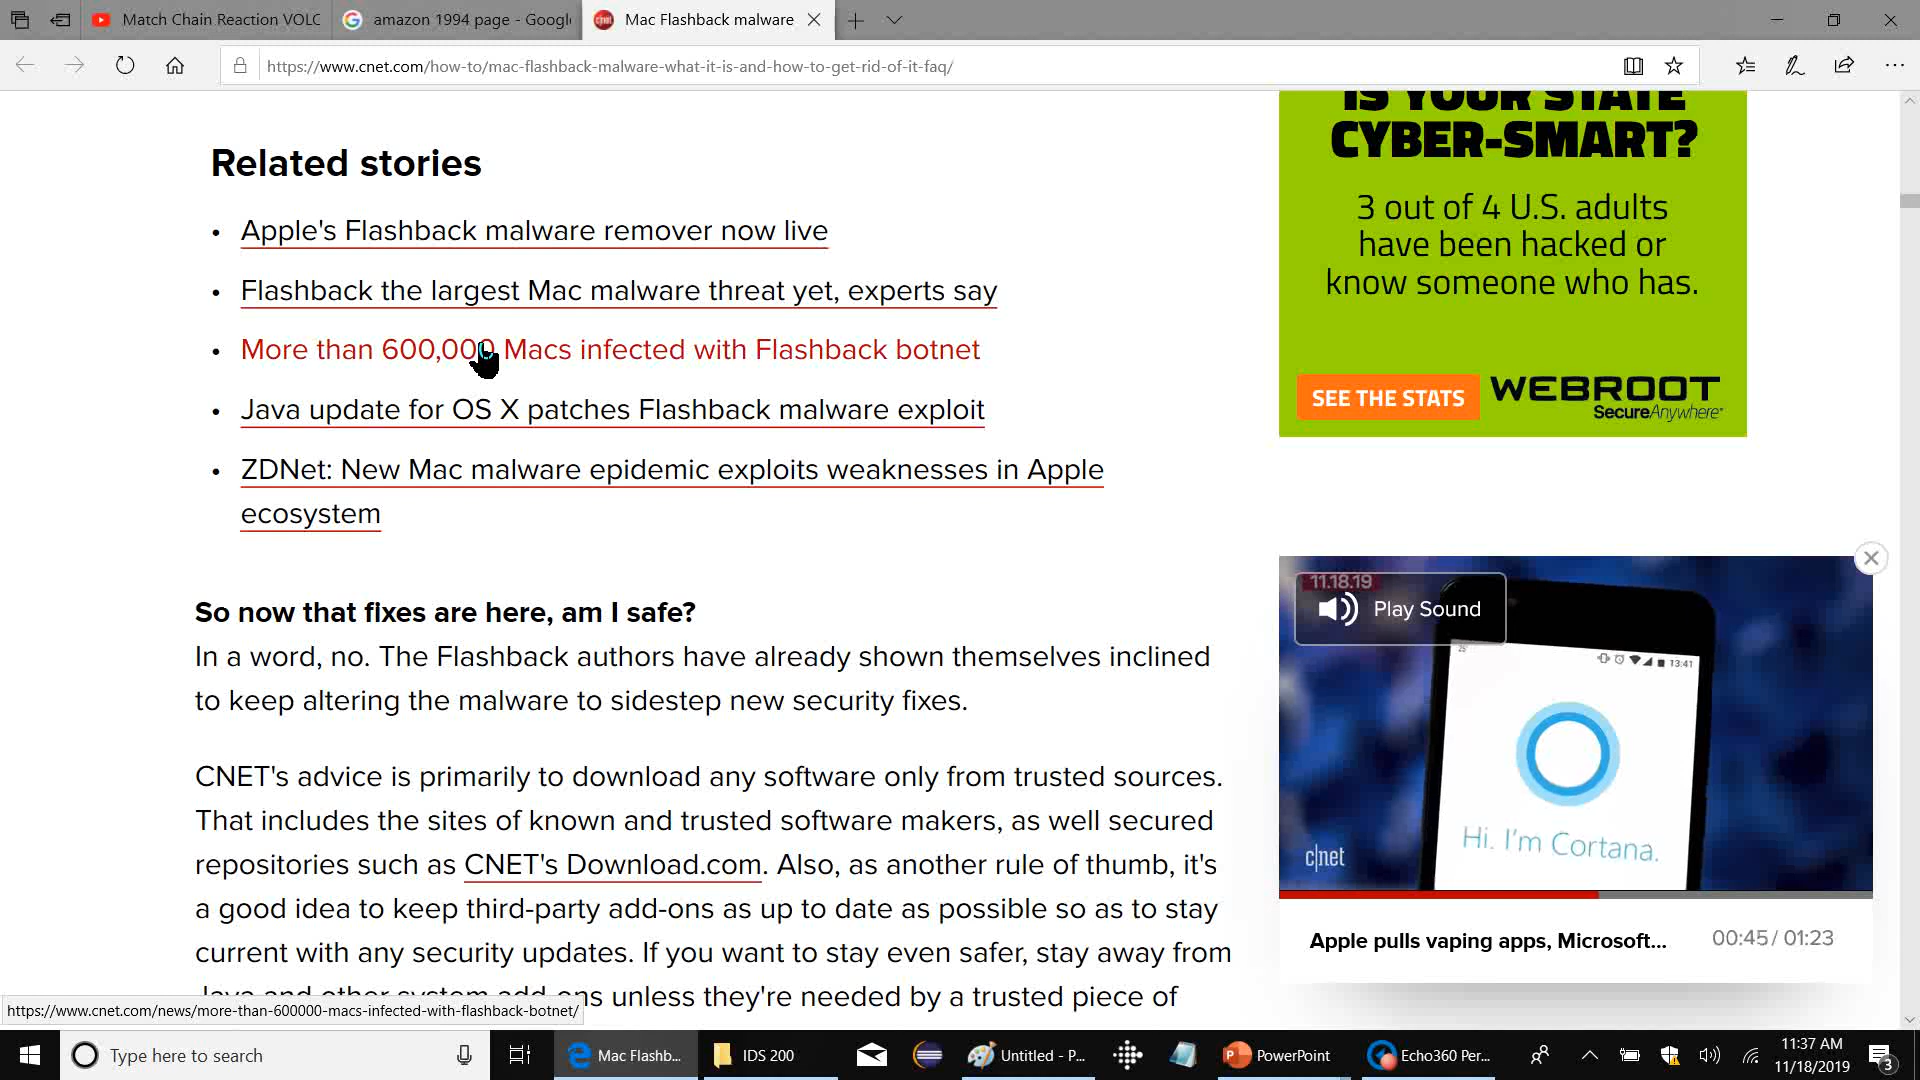 Match Chain Reaction VOLC
amazon 1994 page - Googl
Mac Flashback malware
https://www.cnet.com/how-to/mac-flashback-malware-what-it-is-and-how-to-get-rid-of-it-faq/
Related stories
• Apple's Flashback malware remover now live
• Flashback the largest Mac malware threat yet, experts say
• More than 600,000 Macs infected with Flashback botnet
• Java update for OS X patches Flashback malware exploit
• ZDNet: New Mac malware epidemic exploits weaknesses in Apple
ecosystem
So now that fixes are here, am I safe?
In a word, no. The Flashback authors have already shown themselves inclined
to keep altering the malware to sidestep new security fixes.
CNET's advice is primarily to download any software only from trusted sources.
That includes the sites of known and trusted software makers, as well secured
repositories such as CNET's Download.com. Also, as another rule of thumb, it's
a good idea to keep third-party add-ons as up to date as possible so as to stay
current with any security updates. If you want to stay even safer, stay away from
Java and other system add-ons unless they're needed by a trusted piece of
https://www.cnet.com/news/more-than-600000-macs-infected-with-flashback-botnet/
IS YOUR STATE
CYBER-SMART?
3 out of 4 U.S. adults
have been hacked or
know someone who has.
SEE THE STATS
WEBROOT
SecureAnywhere
11.18.19
Play Sound
13:41
Hi. I'm Cortana.
c|net
Apple pulls vaping apps, Microsoft...
00:45 / 01:23
Type here to search
Mac Flashb...
IDS 200
Untitled - P...
PowerPoint
Echo360 Per...
11:37 AM
11/18/2019
3